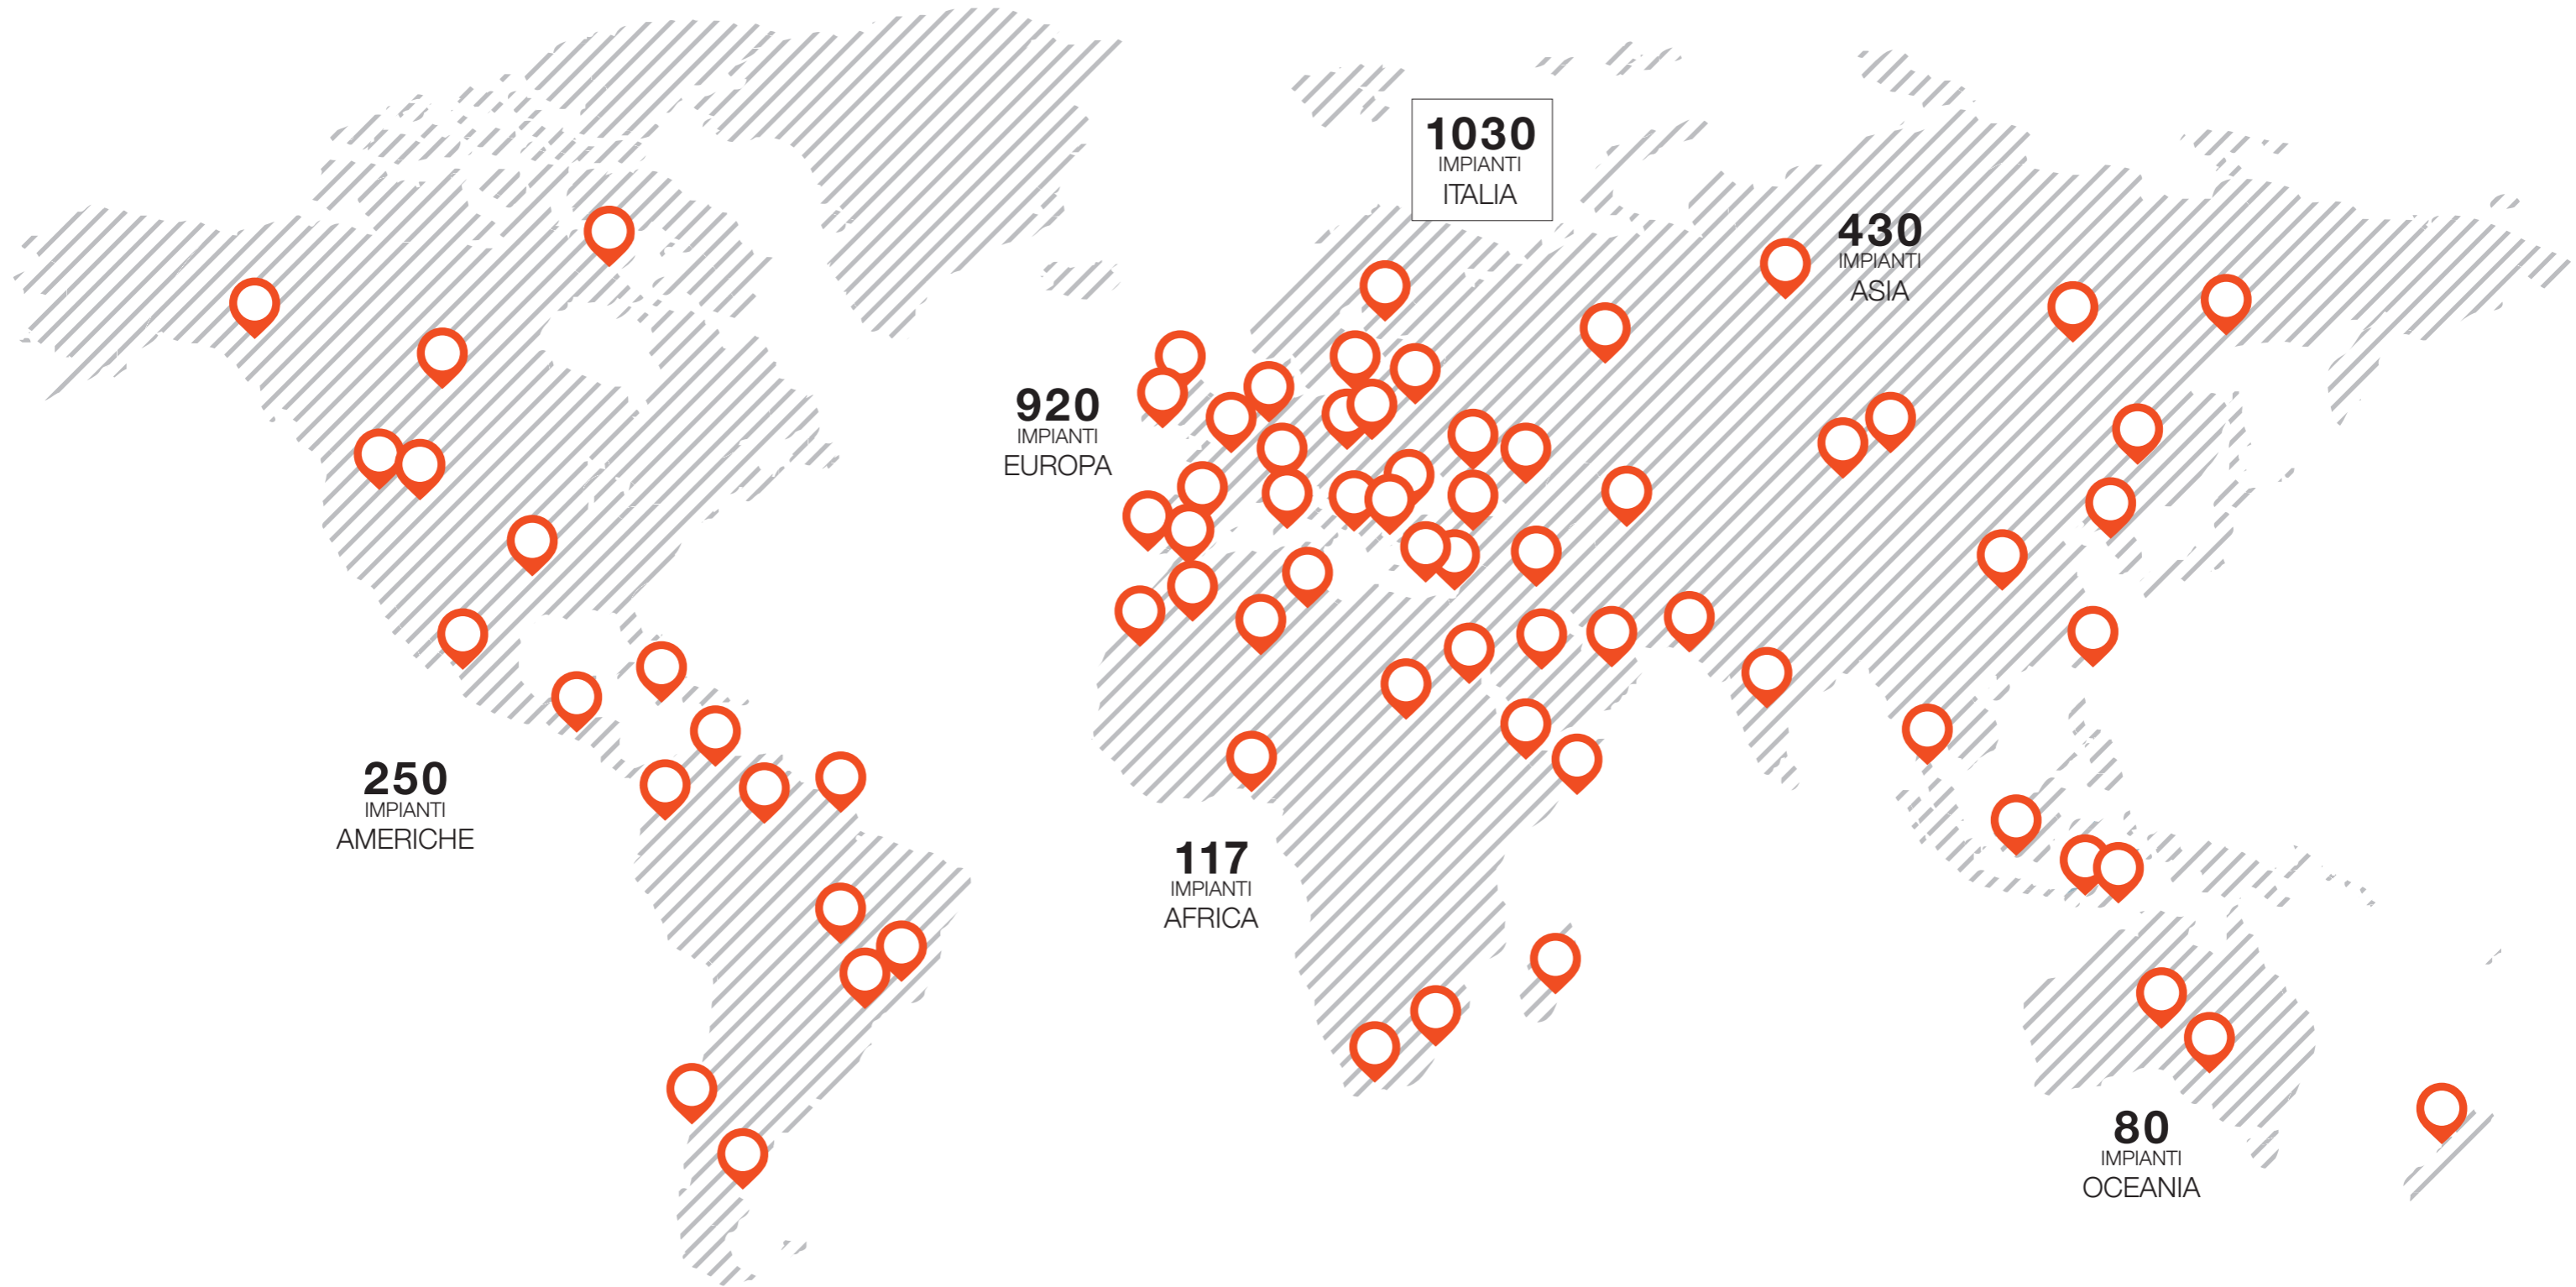 1030
IMPIANTI
ITALIA
430
IMPIANTI
ASIA
920
IMPIANTI
EUROPA
250
IMPIANTI
AMERICHE
117
IMPIANTI
AFRICA
80
IMPIANTI
OCEANIA